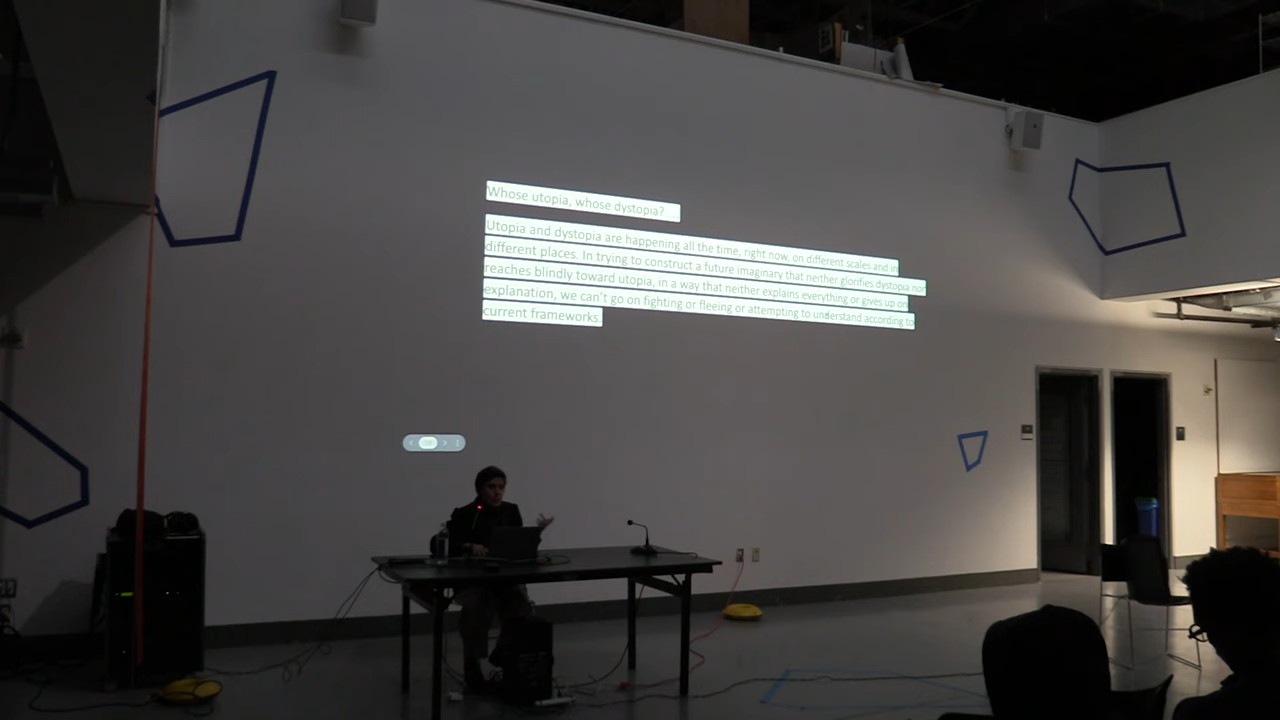 Whose utopia, whose dystopia? ...
Utopia and dystopia are happening all the time, right now, on different scales and in
different places. In trying to construct a future imaginary that neither glorifies dystopia nor
reaches blindly toward utopia, in a way that neither explains everything or gives up on
explanation, we can't go on fighting or fleeing or attempting to understand according to
current frameworks.